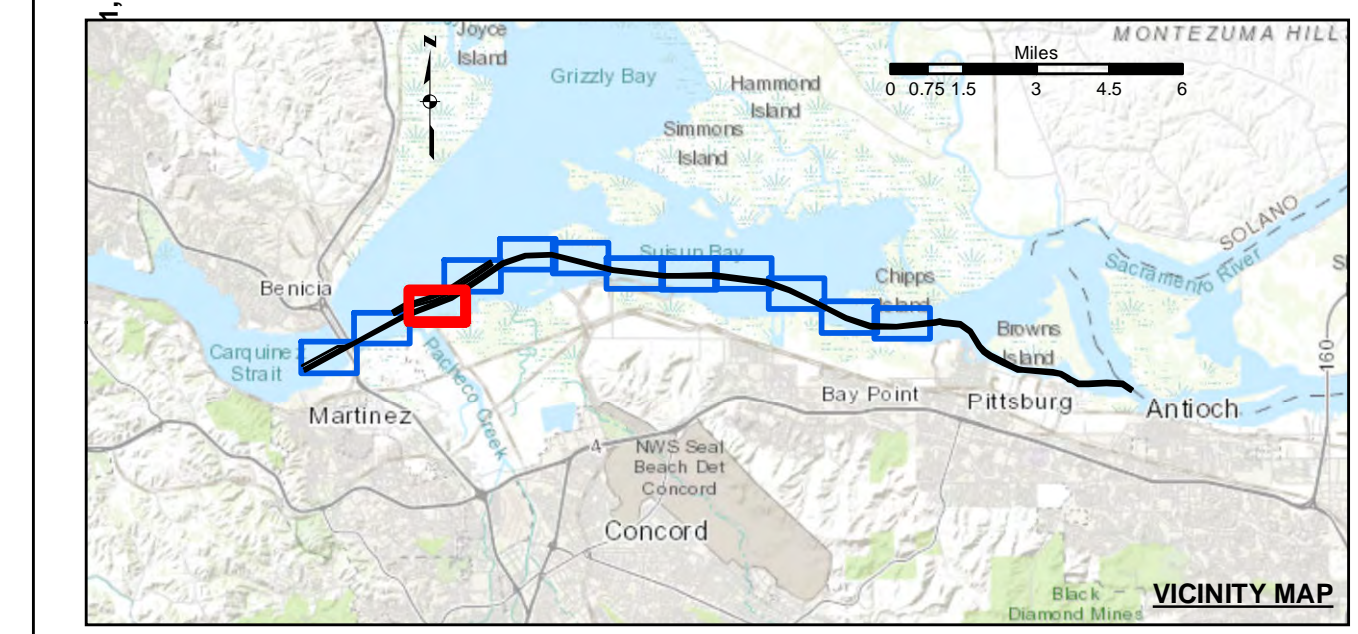 Joyce
Island
N
Grizzly Bay
Hammond
Island
Simmons
Island
MONTEZUMA HILL
Miles
0 0.75 1.5 3 4.5 6
SOLANO
Sacramento River
Suisun Bay
Chipps
Island
Benicia
Carquine
Strait
Browns
Island
160
Pacheco Creek
Martinez
Bay Point
Pittsburg
Antioch
4
NWS Seal
Beach Det
Concord
Concord
Black
Diamond Mines
VICINITY MAP